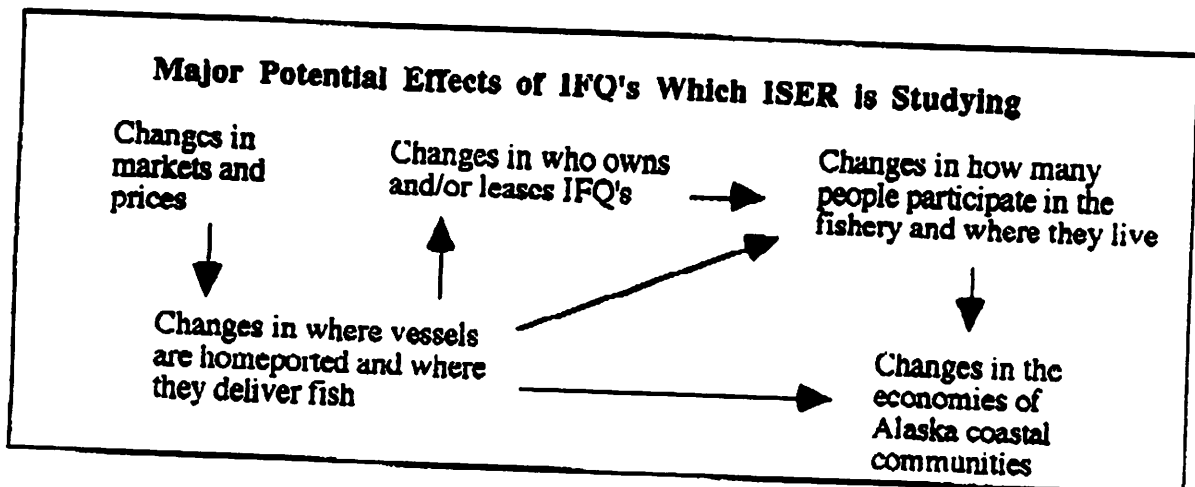 Major Potential Effects of IFQ's Which ISER is Studying
Changes in
markets and
prices
Changes in who owns
and/or leases IFQ's
Changes in how many
people participate in the
fishery and where they live
Changes in where vessels
are homeported and where
they deliver fish
Changes in the
economies of
Alaska coastal
communities